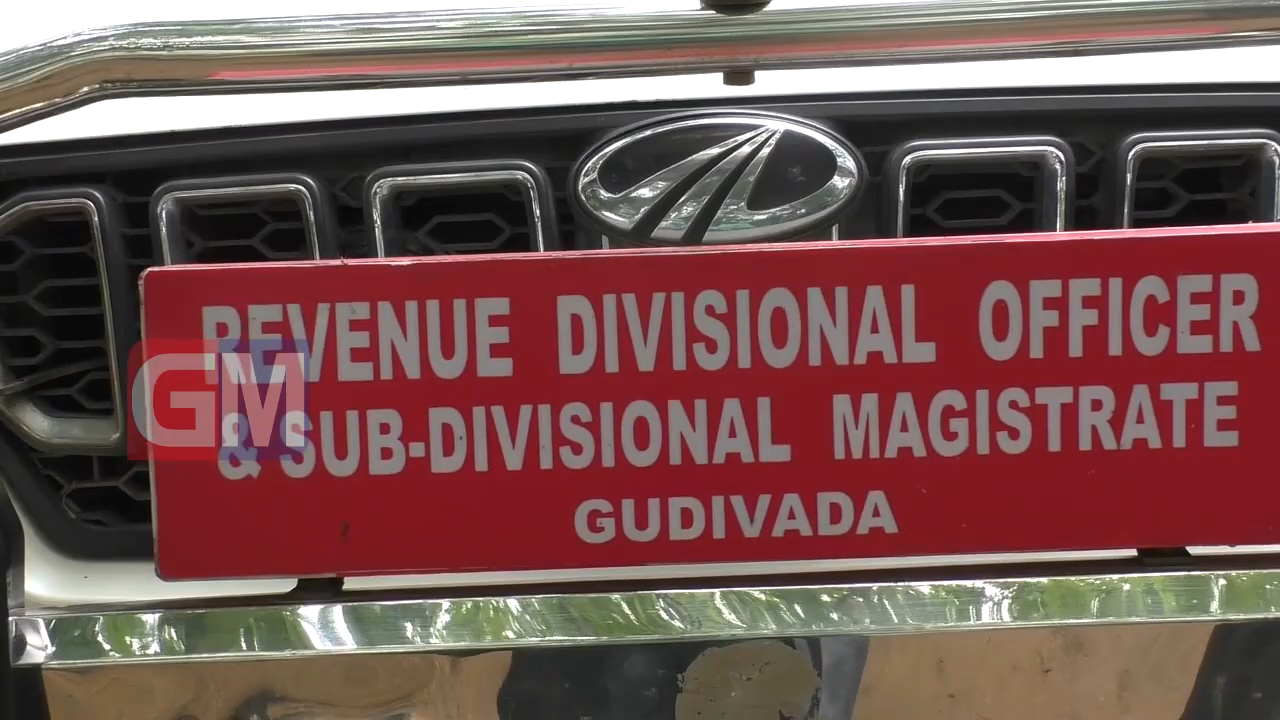 REVENUE DIVISIONAL OFFICER
& SUB-DIVISIONAL MAGISTRATE
GUDIVADA
GM